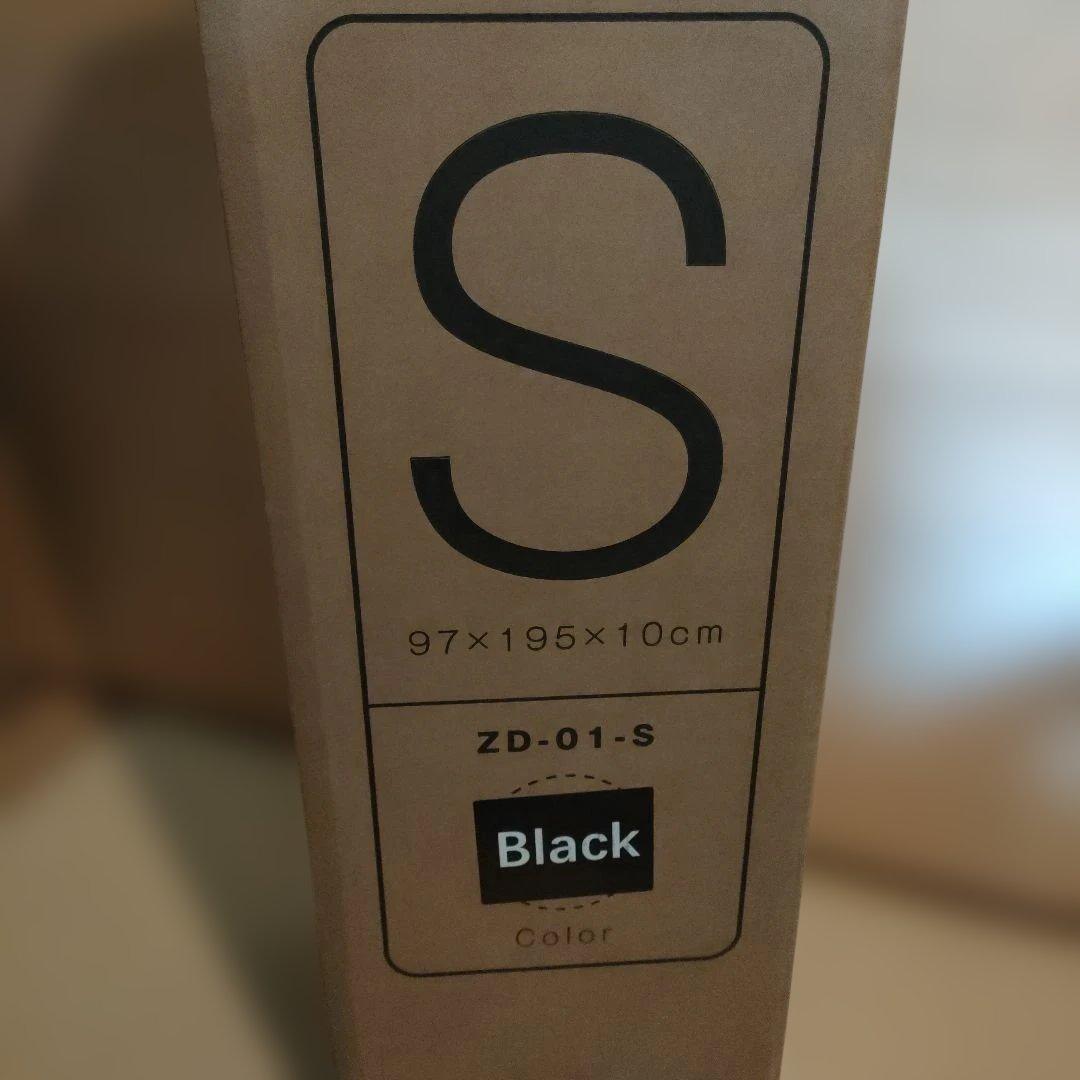 S
97×195×10cm
ZD-01-S
Black
Color